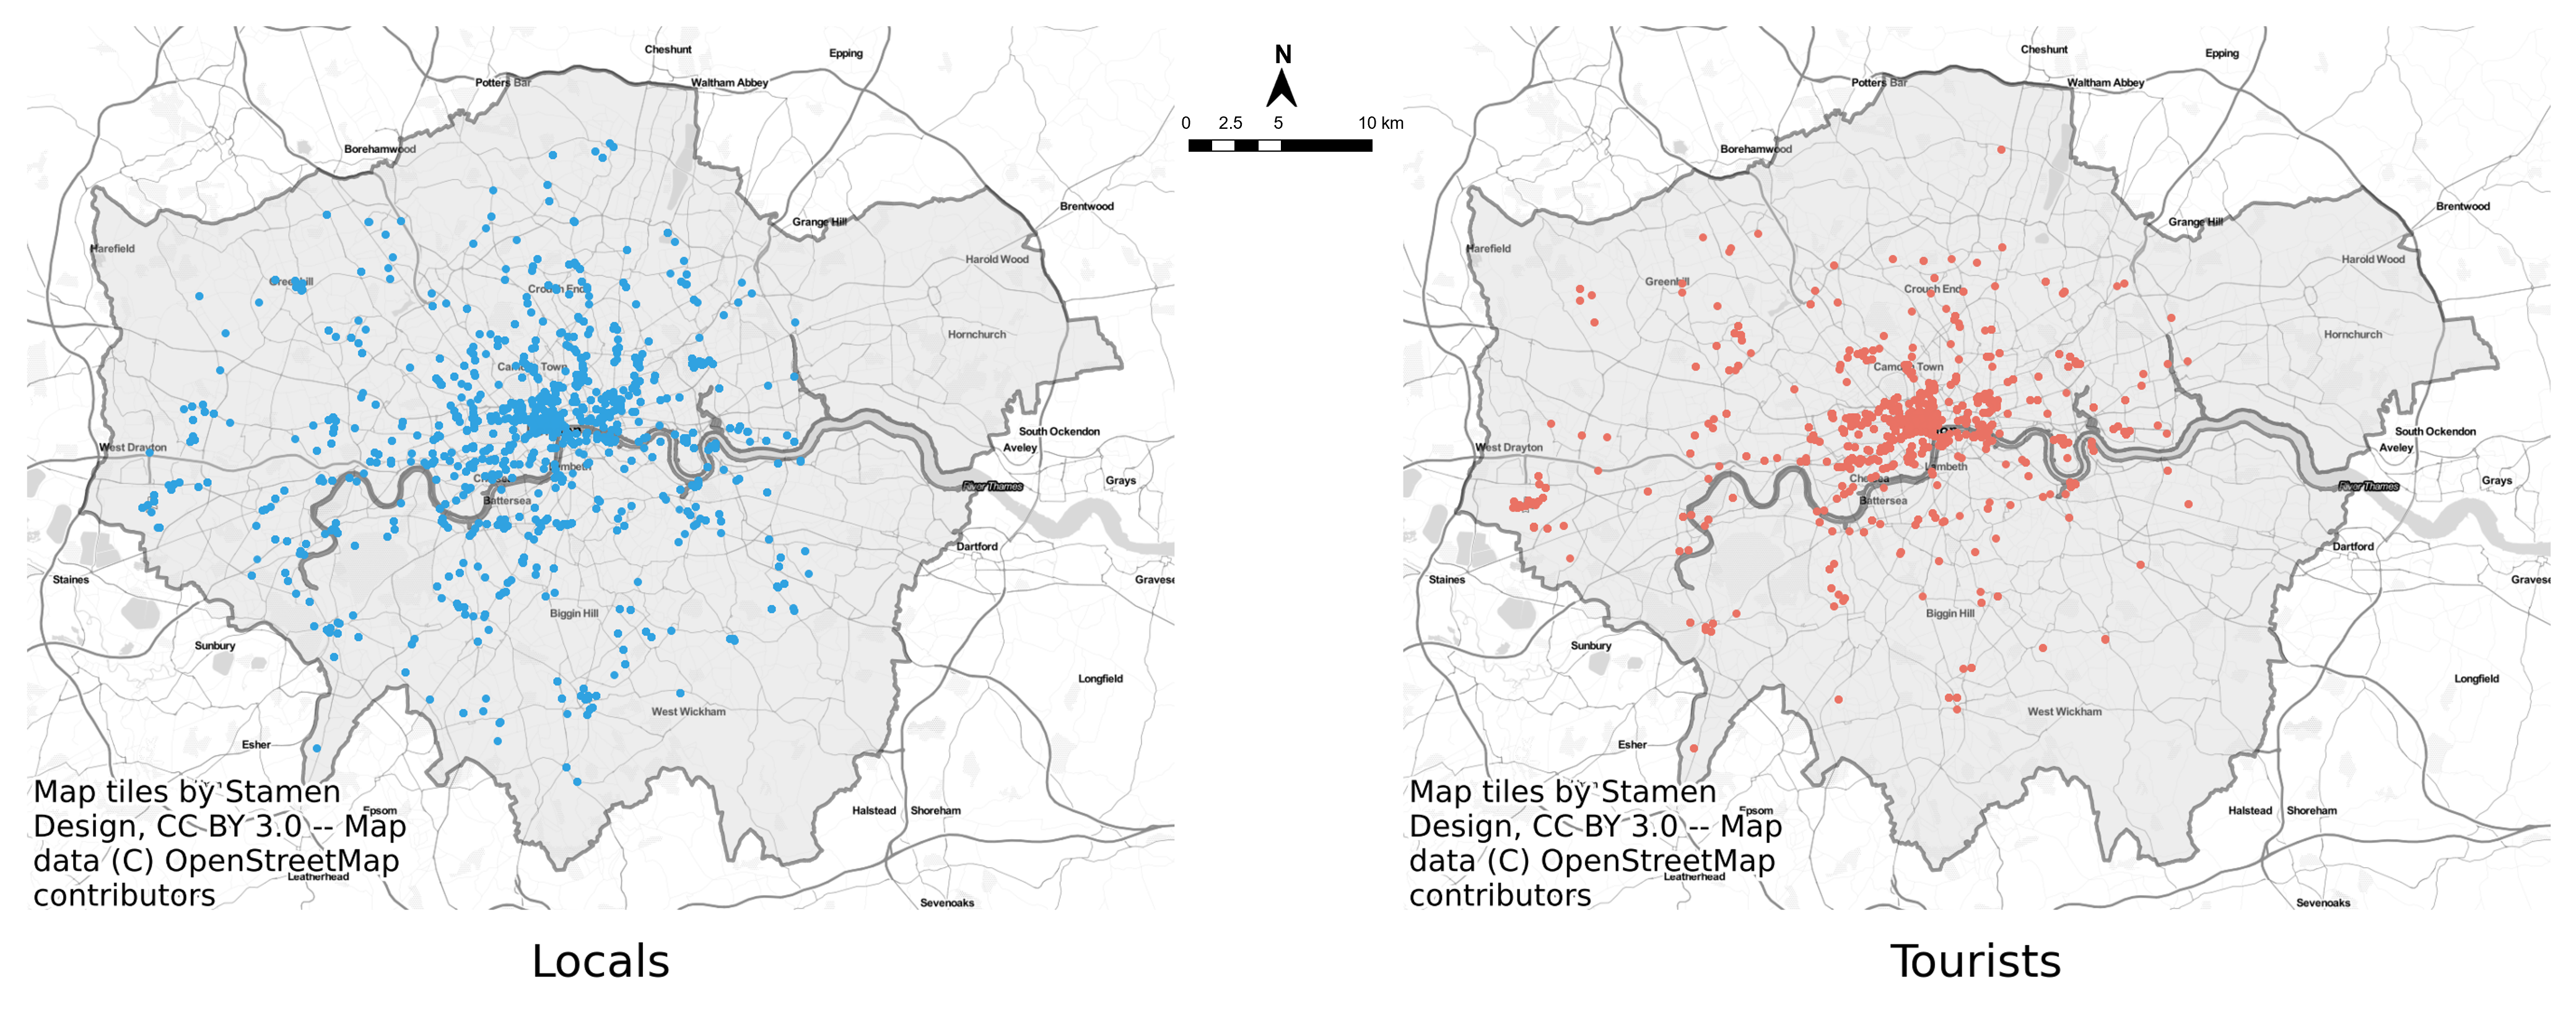 Cheshunt
Epping
Potters Bar
Waltham Abbey
Borehamwood
Brentwood
Grange Hill
Harefield
Harold Wood
Greenhill
Crouch End
Hornchurch
Camden Town
South Ockendon
West Drayton
Aveley
Lambeth
Chelsea
Grays
River Thames
Battersea
Dartford
Staines
Gravese
Biggin Hill
Sunbury
Longfield
West Wickham
Esher
Epsom
Halstead
Shoreham
Leatherhead
Sevenoaks
Map tiles by Stamen
Design, CC BY 3.0 -- Map
data (C) OpenStreetMap
contributors
Locals
N
0 2.5 5 10 km
Cheshunt
Epping
Potters Bar
Waltham Abbey
Borehamwood
Brentwood
Grange Hill
Harefield
Harold Wood
Greenhill
Crouch End
Hornchurch
Camden Town
South Ockendon
West Drayton
Aveley
Lambeth
Chelsea
Grays
River Thames
Battersea
Dartford
Staines
Gravese
Biggin Hill
Sunbury
Longfield
West Wickham
Esher
Epsom
Halstead
Shoreham
Leatherhead
Sevenoaks
Map tiles by Stamen
Design, CC BY 3.0 -- Map
data (C) OpenStreetMap
contributors
Tourists